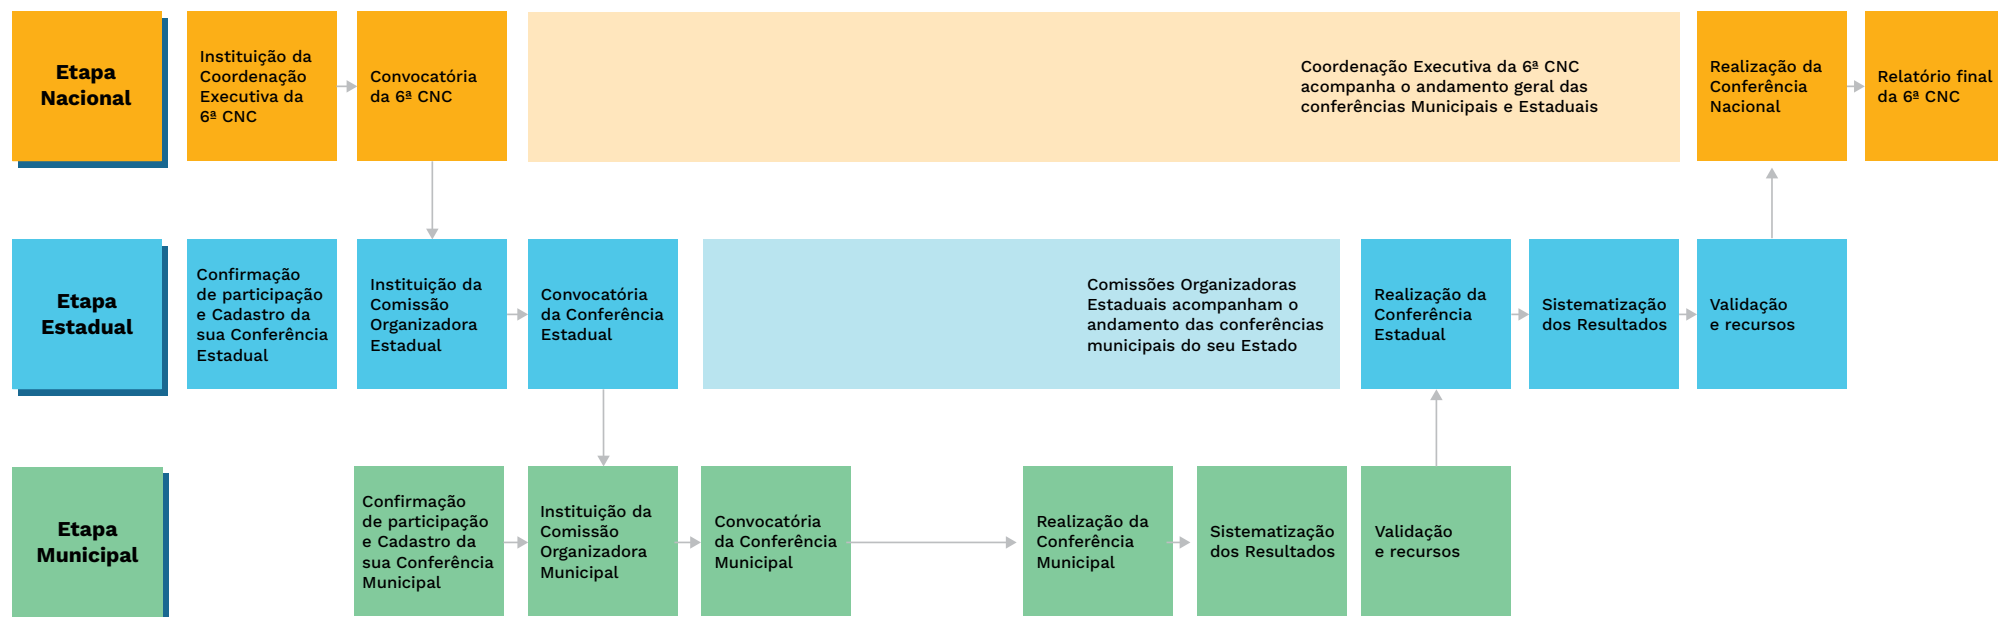 Etapa
Nacional
Instituição da
Coordenação
Executiva da
6ª CNC
Convocatória
da 6ª CNC
Coordenação Executiva da 6ª CNC
acompanha o andamento geral das
conferências Municipais e Estaduais
Realização da
Conferência
Nacional
Relatório final
da 6ª CNC
Etapa
Estadual
Confirmação
de participação
e Cadastro da
sua Conferência
Estadual
Instituição da
Comissão
Organizadora
Estadual
Convocatória
da Conferência
Estadual
Comissões Organizadoras
Estaduais acompanham o
andamento das conferências
municipais do seu Estado
Realização da
Conferência
Estadual
Sistematização
dos Resultados
Validação
e recursos
Etapa
Municipal
Confirmação
de participação
e Cadastro da
sua Conferência
Municipal
Instituição da
Comissão
Organizadora
Municipal
Convocatória
da Conferência
Municipal
Realização da
Conferência
Municipal
Sistematização
dos Resultados
Validação
e recursos